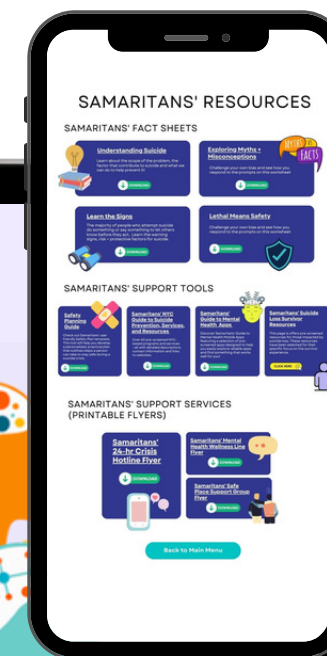 SAMARITANS' RESOURCES
SAMARITANS' FACT SHEETS
Understanding Suicide
Learn about the scope of the problem, the
factor that contribute to suicide and what we
can do to help prevent it!
DOWNLOAD
Exploring Myths +
Misconceptions
Challenge your own bias and see how you
respond to the prompts on this worksheet
DOWNLOAD
MYTHS
FACTS
Learn the Signs
The majority of people who attempt suicide
do something or say something to let others
know before they act. Learn the warning
signs, risk + protective factors for suicide.
DOWNLOAD
Lethal Means Safety
Challenge your own bias and see how you
respond to the prompts on this worksheet
DOWNLOAD
SAMARITANS' SUPPORT TOOLS
Safety
Planning
Guide
DOWNLOAD
Samaritans' NYC
Guide to Suicide
Prevention, Services,
and Resources
DOWNLOAD
Samaritans'
Guide to Mental
Health Apps
DOWNLOAD
Samaritans' Suicide
Loss Survivor
Resources
CLICK HERE
SAMARITANS' SUPPORT SERVICES
(PRINTABLE FLYERS)
Samaritans'
24-hr Crisis
Hotline Flyer
DOWNLOAD
Samaritans' Mental
Health Wellness Line
Flyer
DOWNLOAD
Samaritans' Safe
Place Support Group
Flyer
DOWNLOAD
Back to Main Menu